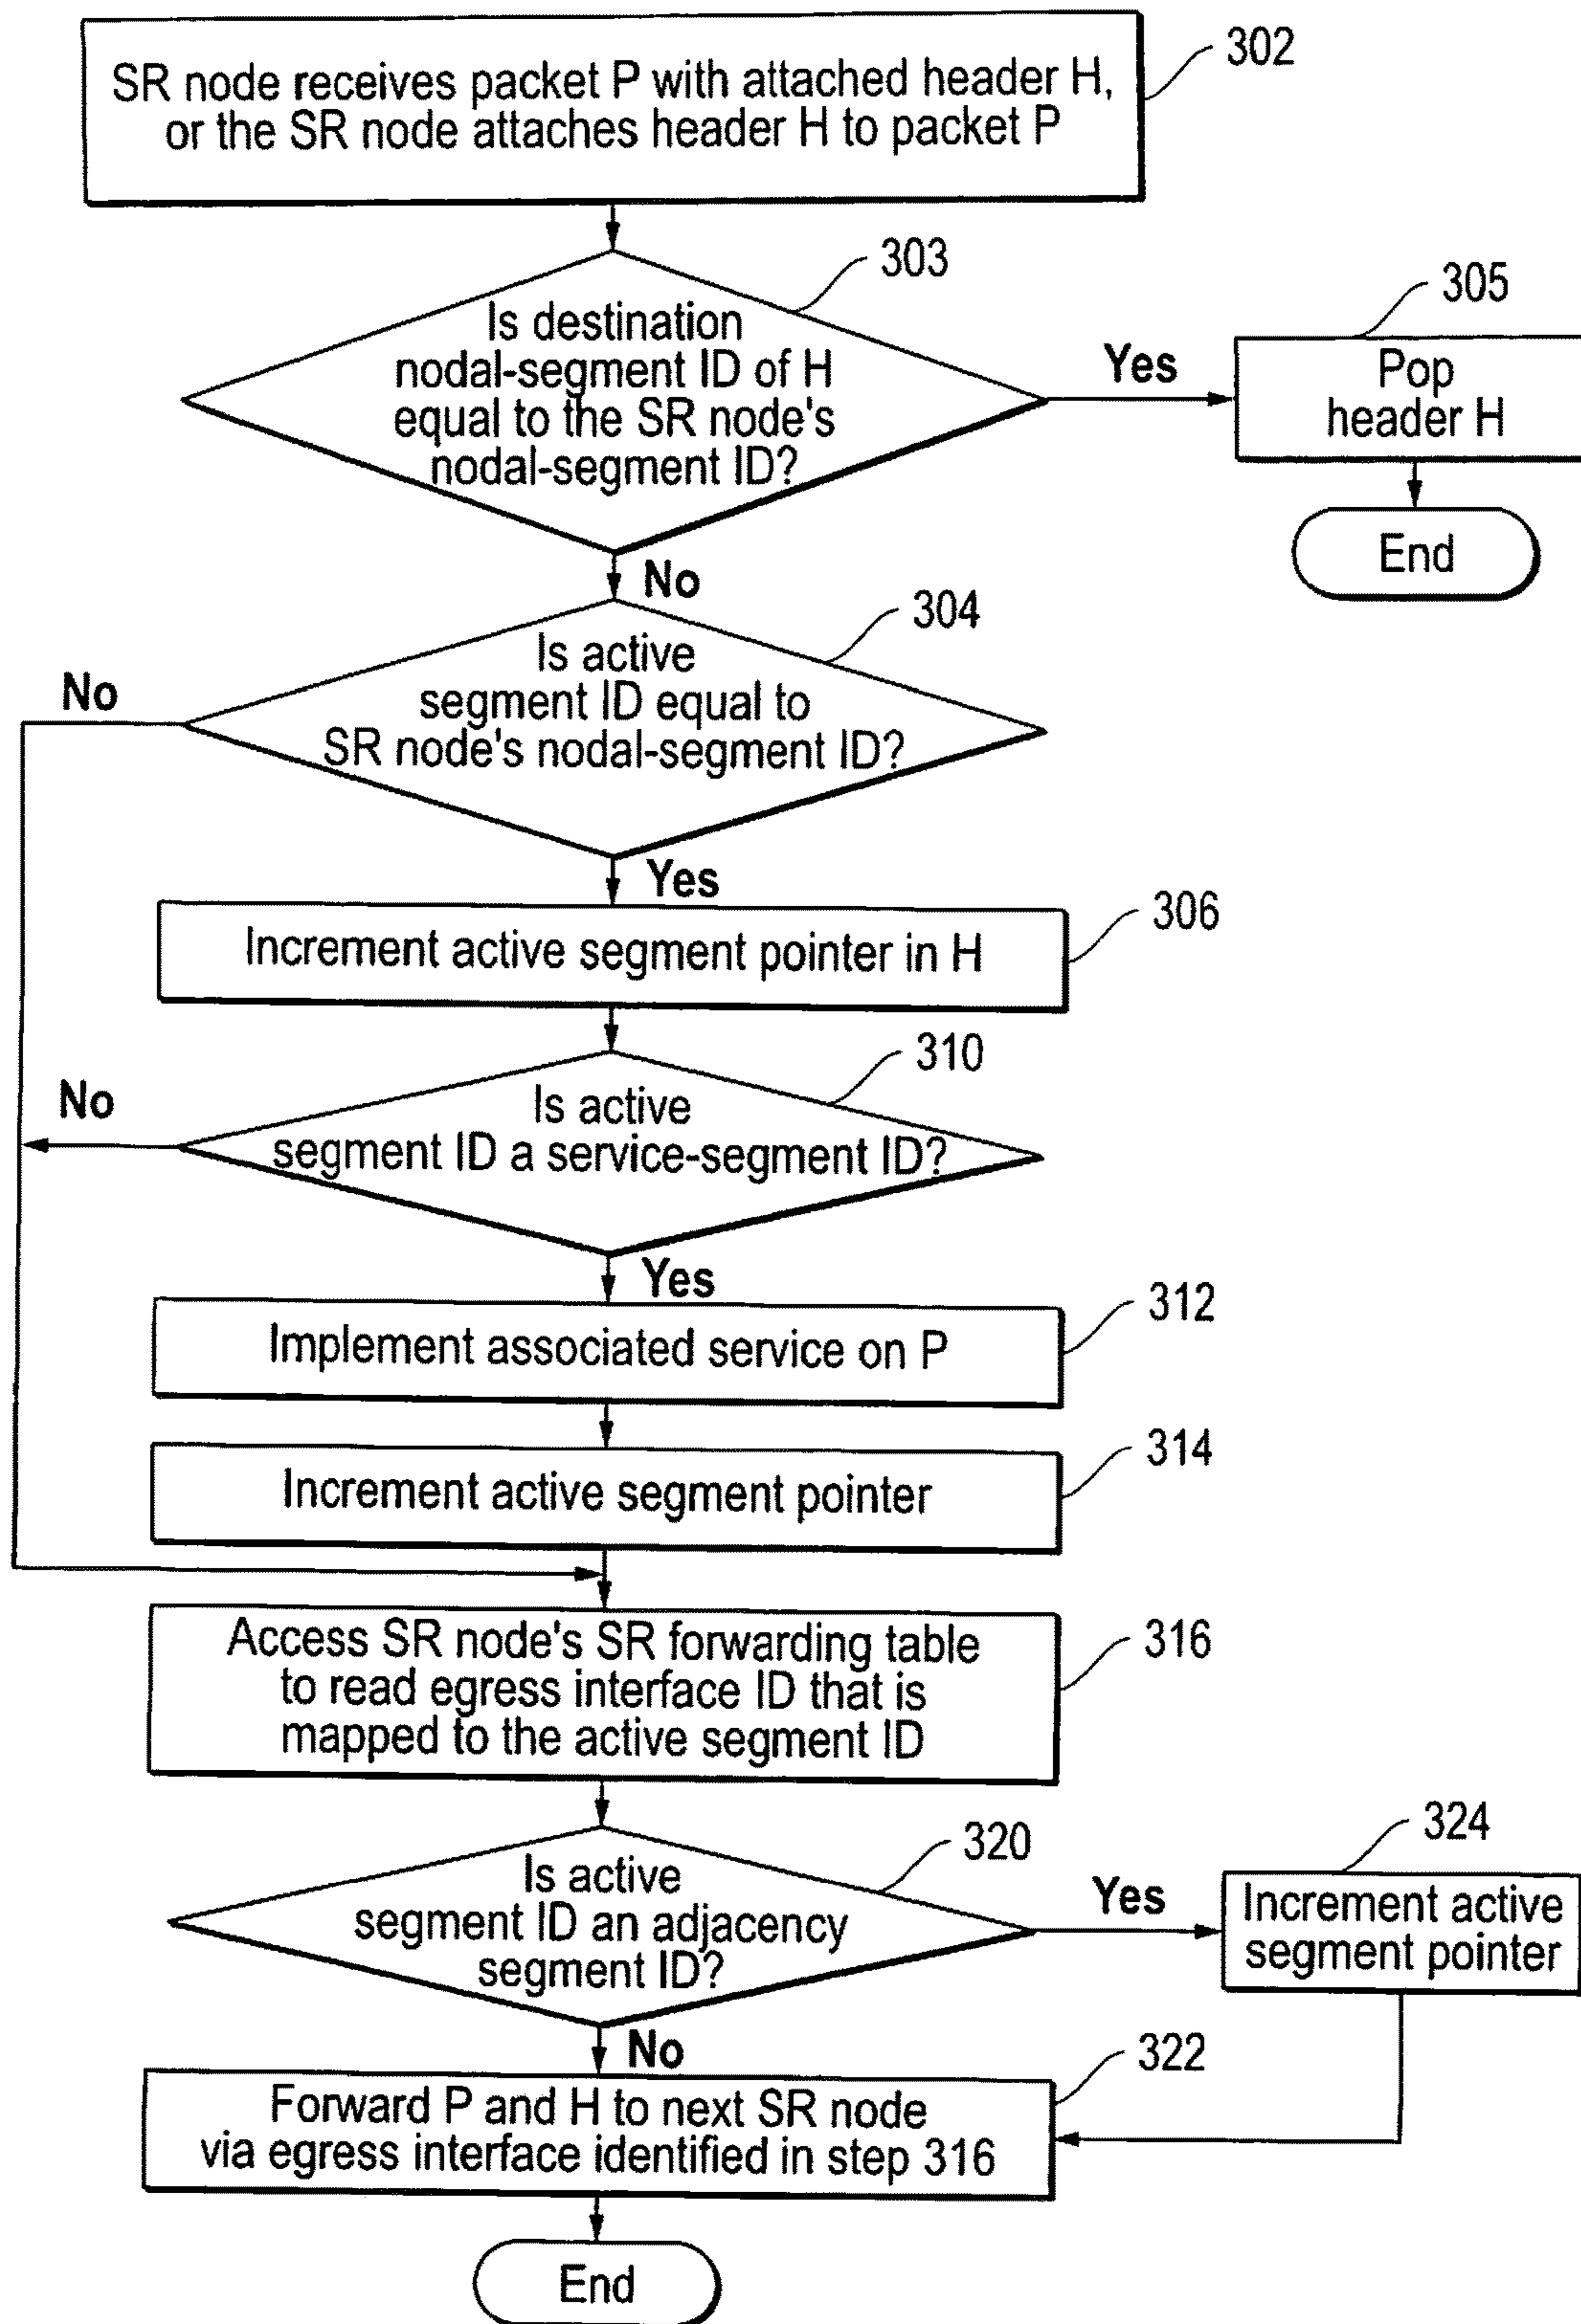 302
SR node receives packet P with attached header H,
or the SR node attaches header H to packet P
303
Is destination
nodal-segment ID of H
equal to the SR node's
nodal-segment ID?
Yes
305
Pop
header H
End
No
304
Is active
segment ID equal to
SR node's nodal-segment ID?
No
Yes
306
Increment active segment pointer in H
310
Is active
segment ID a service-segment ID?
No
Yes
312
Implement associated service on P
314
Increment active segment pointer
316
Access SR node's SR forwarding table
to read egress interface ID that is
mapped to the active segment ID
320
Is active
segment ID an adjacency
segment ID?
Yes
324
Increment active
segment pointer
No
322
Forward P and H to next SR node
via egress interface identified in step 316
End